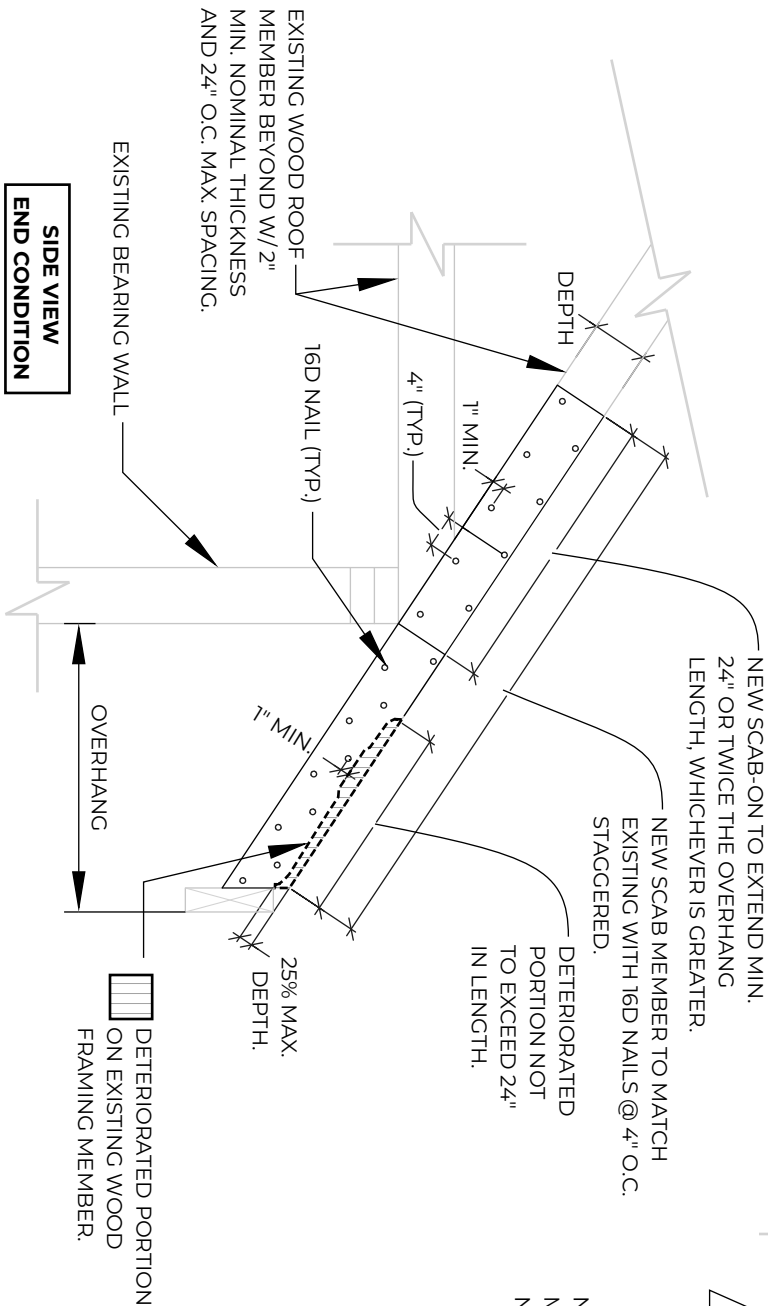 NEW SCAB-ON TO EXTEND MIN.
24" OR TWICE THE OVERHANG
LENGTH, WHICHEVER IS GREATER.
NEW SCAB MEMBER TO MATCH
EXISTING WITH 16D NAILS @ 4" O.C.
STAGGERED.
DETERIORATED
PORTION NOT
TO EXCEED 24"
IN LENGTH.
DEPTH
1" MIN.
4" (TYP.)
EXISTING WOOD ROOF
MEMBER BEYOND W/ 2"
MIN. NOMINAL THICKNESS
AND 24" O.C. MAX. SPACING.
16D NAIL (TYP.)
1" MIN.
25% MAX.
DEPTH.
EXISTING BEARING WALL
OVERHANG
DETERIORATED PORTION
ON EXISTING WOOD
FRAMING MEMBER.
SIDE VIEW
END CONDITION